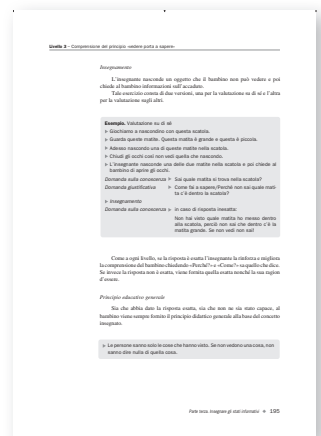 Livello 3 - Comprensione del principio «vedere porta a sapere»
Insegnamento
L'insegnante nasconde un oggetto che il bambino non può vedere e poi
chiede al bambino informazioni sull'accaduto.
Tale esercizio consta di due versioni, una per la valutazione su di sé e l'altra
per la valutazione sugli altri.
Esempio. Valutazione su di sé
▹ Giochiamo a nascondino con questa scatola.
▹ Guarda queste matite. Questa matita è grande e questa è piccola.
▹ Adesso nascondo una di queste matite nella scatola.
▹ Chiudi gli occhi così non vedi quella che nascondo.
▹ L'insegnante nasconde una delle due matite nella scatola e poi chiede al
bambino di aprire gli occhi.
Domanda sulla conoscenza ▹ Sai quale matita si trova nella scatola?
Domanda giustificativa ▹ Come fai a sapere/Perché non sai quale mati-
ta c'è dentro la scatola?
▹ Insegnamento
Domanda sulla conoscenza ▹ in caso di risposta inesatta:
Non hai visto quale matita ho messo dentro
alla scatola, perciò non sai che dentro c'è la
matita grande. Se non vedi non sai!
Come a ogni livello, se la risposta è esatta l'insegnante la rinforza e migliora
la comprensione del bambino chiedendo «Perché?» e «Come?» sa quello che dice.
Se invece la risposta non è esatta, viene fornita quella esatta nonché la sua ragion
d'essere.
Principio educativo generale
Sia che abbia dato la risposta esatta, sia che non ne sia stato capace, al
bambino viene sempre fornito il principio didattico generale alla base del concetto
insegnato.
▹ Le persone sanno solo le cose che hanno visto. Se non vedono una cosa, non
sanno dire nulla di quella cosa.
Parte terza. Insegnare gli stati informativi ✦ 195